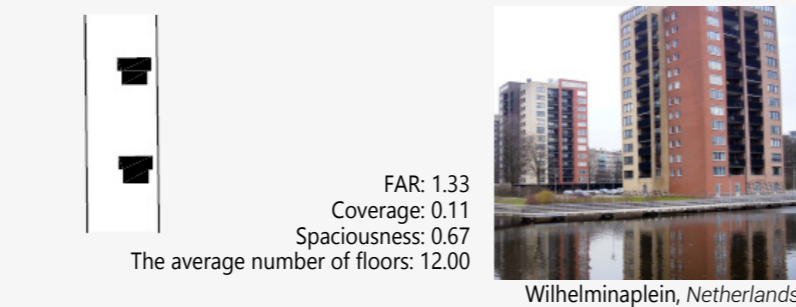 FAR: 1.33
Coverage: 0.11
Spaciousness: 0.67
The average number of floors: 12.00
Wilhelminaplein, Netherlands